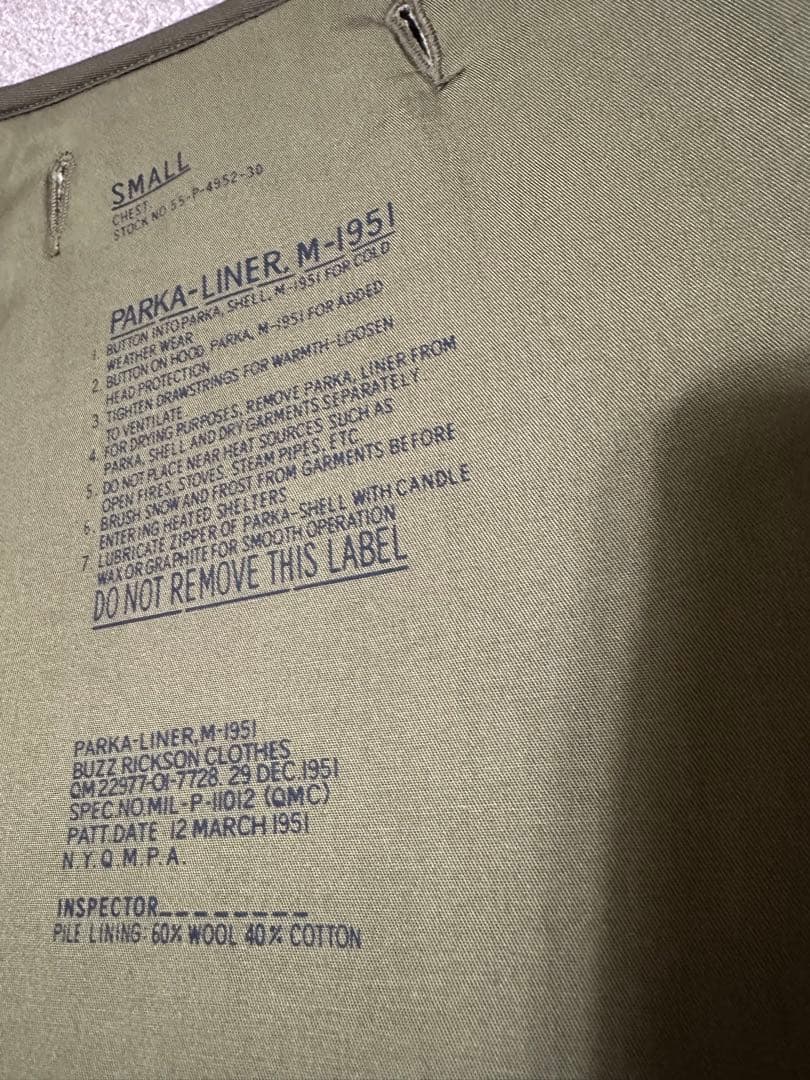 SMALL
CHEST
STOCK NO 55-P-4952-30
PARKA-LINER, M-1951
1. BUTTON INTO PARKA, SHELL, M-1951 FOR COLD
WEATHER WEAR
2. BUTTON ON HOOD, PARKA, M-1951 FOR ADDED
HEAD PROTECTION
3. TIGHTEN DRAWSTRINGS FOR WARMTH-LOOSEN
TO VENTILATE
4. FOR DRYING PURPOSES, REMOVE PARKA, LINER FROM
PARKA, SHELL AND DRY GARMENTS SEPARATELY.
5. DO NOT PLACE NEAR HEAT SOURCES SUCH AS
OPEN FIRES, STOVES, STEAM PIPES, ETC.
6. BRUSH SNOW AND FROST FROM GARMENTS BEFORE
ENTERING HEATED SHELTERS
7. LUBRICATE ZIPPER OF PARKA-SHELL WITH CANDLE
WAX OR GRAPHITE FOR SMOOTH OPERATION
DO NOT REMOVE THIS LABEL
PARKA-LINER, M-1951
BUZZ RICKSON CLOTHES
QM 22977-OI-7728, 29 DEC.1951
SPEC.NO.MIL-P-11012 (QMC)
PATT.DATE 12 MARCH 1951
N.Y.Q.M.P.A.
INSPECTOR________
PILE LINING: 60% WOOL 40% COTTON